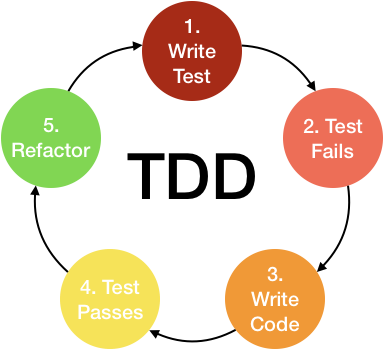 1.
Write
Test
2. Test
Fails
3.
Write
Code
4. Test
Passes
5.
Refactor
TDD